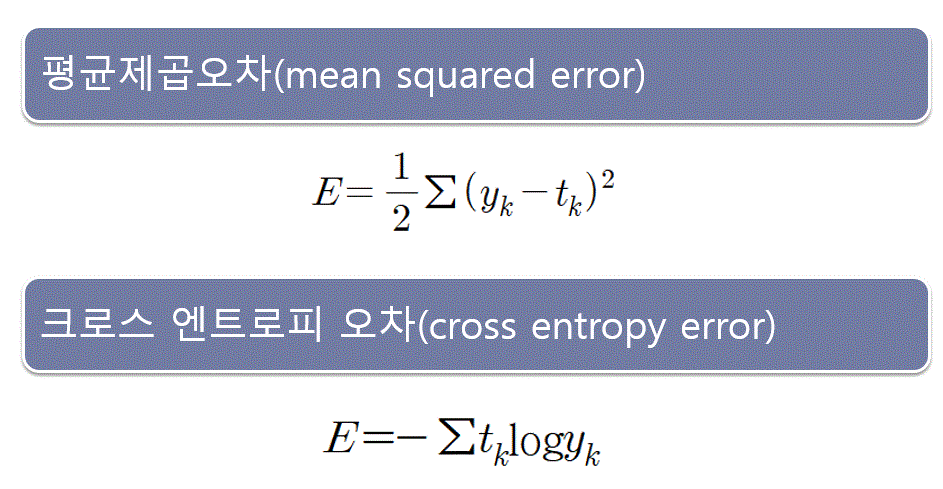 평균제곱오차(mean squared error)
E = 1/2 Σ (y_k − t_k)^2
크로스 엔트로피 오차(cross entropy error)
E = − Σ t_k log y_k